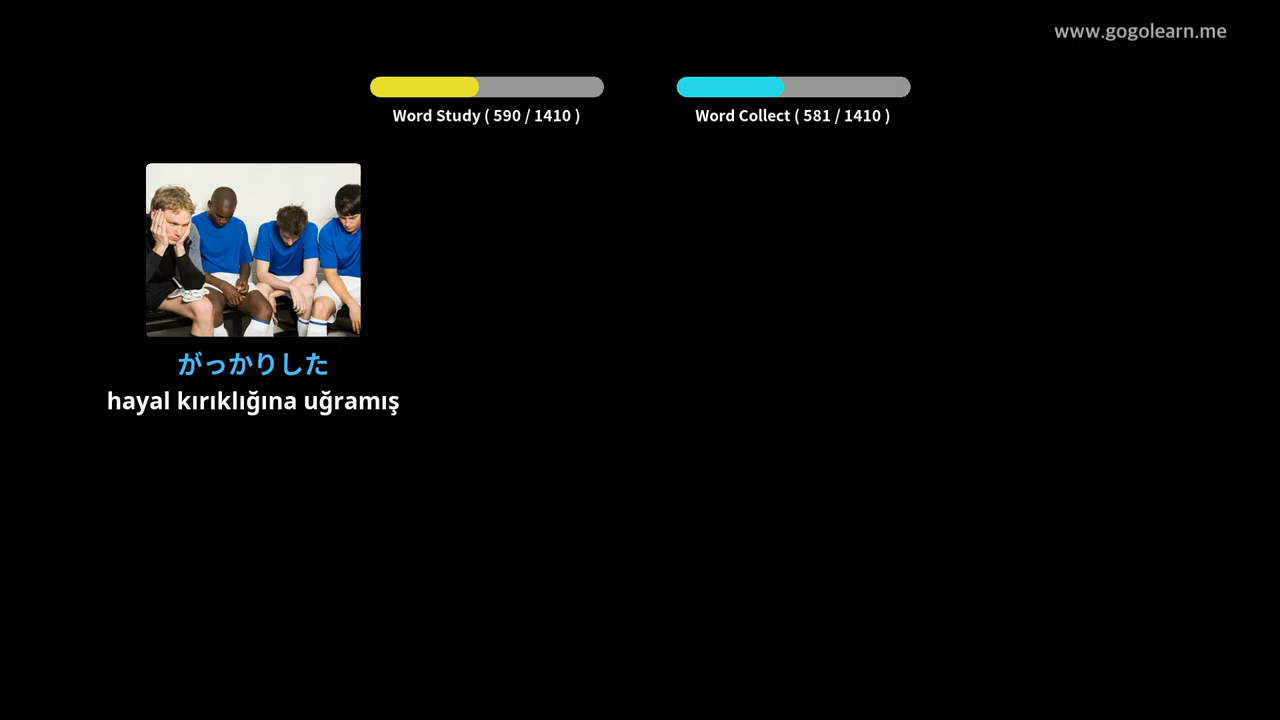 www.gogolearn.me
Word Study ( 590 / 1410 )
Word Collect ( 581 / 1410 )
がっかりした
hayal kırıklığına uğramış